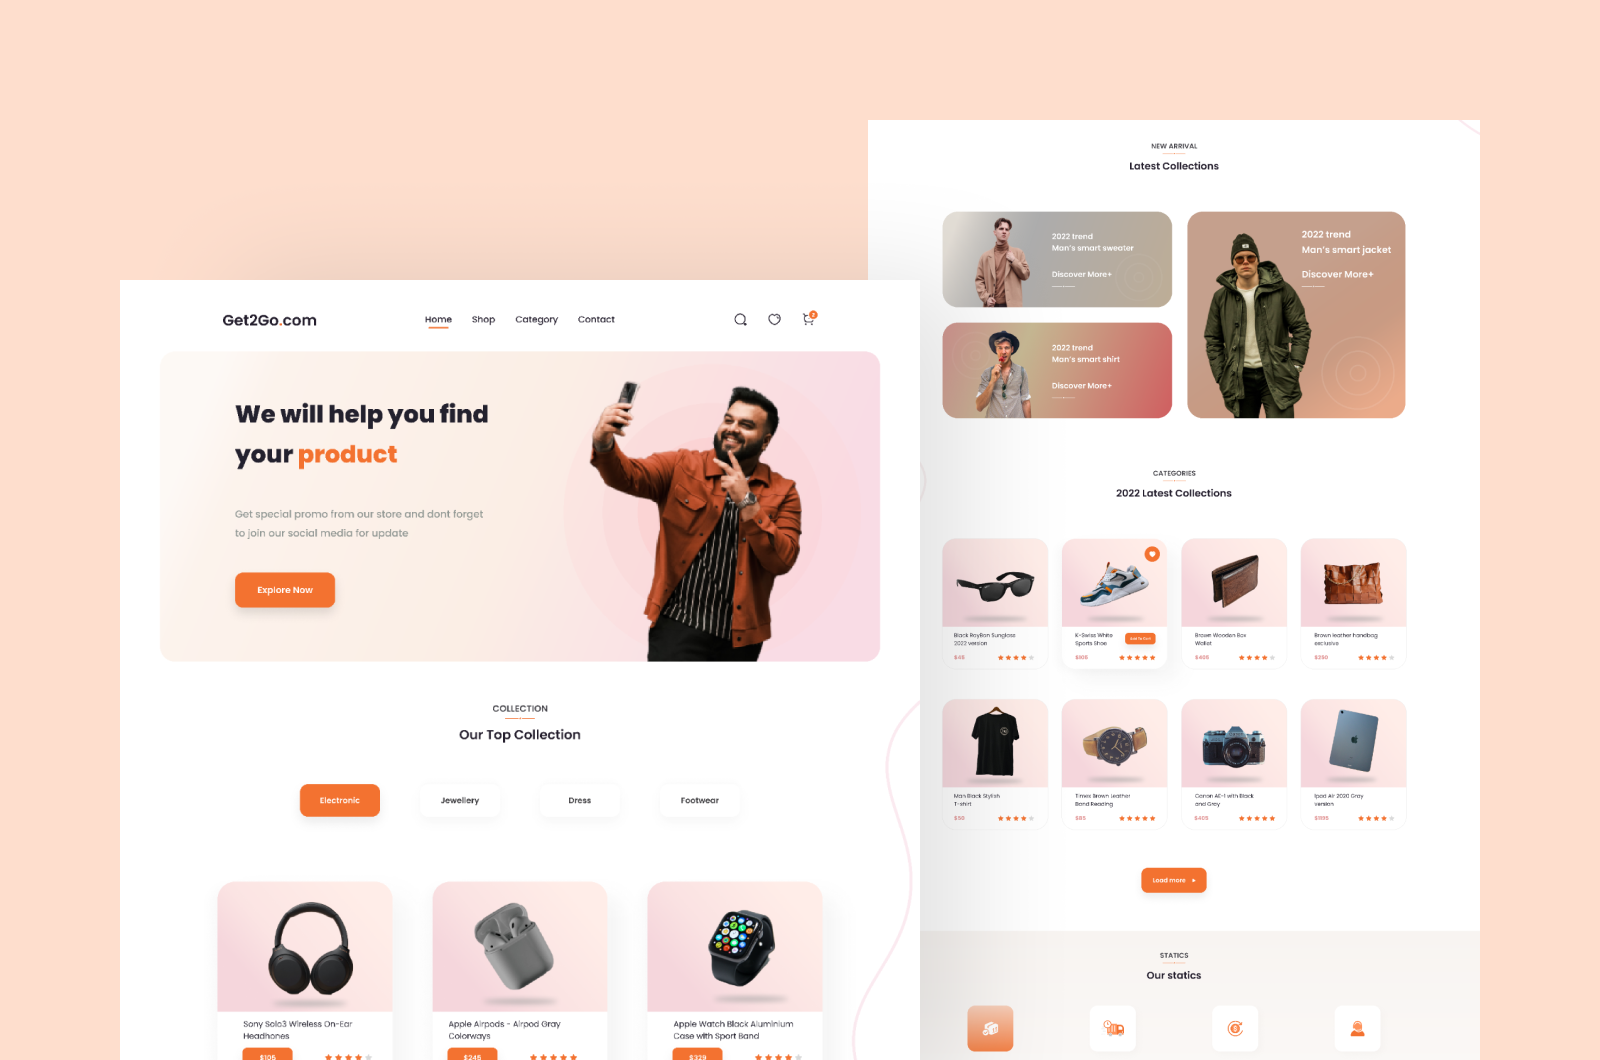 Get2Go.com
Home
Shop
Category
Contact
2
We will help you find
your product
Get special promo from our store and dont forget
to join our social media for update
Explore Now
COLLECTION
Our Top Collection
Electronic
Jewellery
Dress
Footwear
Sony Solo3 Wireless On-Ear
Headhones
$105
Apple Airpods - Airpod Gray
Colorways
$245
Apple Watch Black Aluminium
Case with Sport Band
$329
NEW ARRIVAL
Latest Collections
2022 trend
Man's smart sweater
Discover More+
2022 trend
Man's smart shirt
Discover More+
2022 trend
Man's smart jacket
Discover More+
CATEGORIES
2022 Latest Collections
Black RayBan Sunglass
2022 version
$45
K-Swiss White
Sports Shoe
Add To Cart
$105
Brown Wooden Box
Wallet
$405
Brown leather handbag
exclusive
$250
Man Black Stylish
T-shirt
$50
Times Brown Leather
Band Reading
$85
Canon AE-1 with Black
and Grey
Ipad Air 2020 Gray
version
Load more
STATICS
Our statics